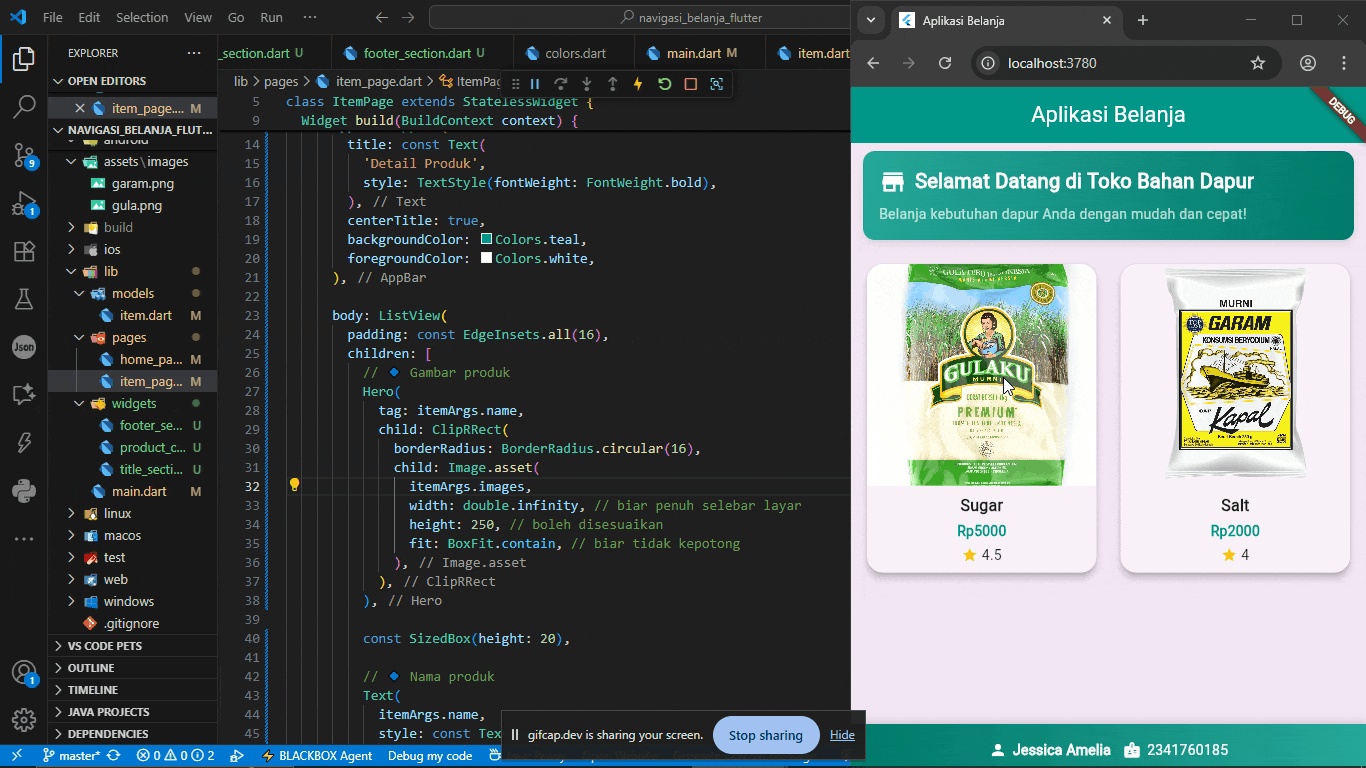 File Edit Selection View Go Run ···
navigasi_belanja_flutter
EXPLORER
OPEN EDITORS
item_page.... M
NAVIGASI_BELANJA_FLUT...
android
assets\images
garam.png
gula.png
build
ios
lib
models
item.dart M
pages
home_pa... M
item_pag... M
widgets
footer_se... U
product_c... U
title_secti... U
main.dart M
linux
macos
test
web
windows
.gitignore
VS CODE PETS
OUTLINE
TIMELINE
JAVA PROJECTS
DEPENDENCIES
9
1
Json
1
_section.dart U footer_section.dart U colors.dart main.dart M item.dart
lib > pages > item_page.dart > ItemPag
5 class ItemPage extends StatelessWidget {
9 Widget build(BuildContext context) {
14 title: const Text(
15 'Detail Produk',
16 style: TextStyle(fontWeight: FontWeight.bold),
17 ), // Text
18 centerTitle: true,
19 backgroundColor: Colors.teal,
20 foregroundColor: Colors.white,
21 ), // AppBar
22
23 body: ListView(
24 padding: const EdgeInsets.all(16),
25 children: [
26 // 🔹 Gambar produk
27 Hero(
28 tag: itemArgs.name,
29 child: ClipRRect(
30 borderRadius: BorderRadius.circular(16),
31 child: Image.asset(
32 itemArgs.images,
33 width: double.infinity, // biar penuh selebar layar
34 height: 250, // boleh disesuaikan
35 fit: BoxFit.contain, // biar tidak kepotong
36 ), // Image.asset
37 ), // ClipRRect
38 ), // Hero
39
40 const SizedBox(height: 20),
41
42 // 🔹 Nama produk
43 Text(
44 itemArgs.name,
45 style: const Tex
gifcap.dev is sharing your screen. Stop sharing Hide
master* 0 0 2 BLACKBOX Agent Debug my code
Aplikasi Belanja
localhost:3780
Aplikasi Belanja
DEBUG
Selamat Datang di Toko Bahan Dapur
Belanja kebutuhan dapur Anda dengan mudah dan cepat!
GULAKU
MURNI
PREMIUM
Sugar
Rp5000
4.5
MURNI
GARAM
KONSUMSI BERYODIUM
CAP
Kapal
Salt
Rp2000
4
Jessica Amelia 2341760185